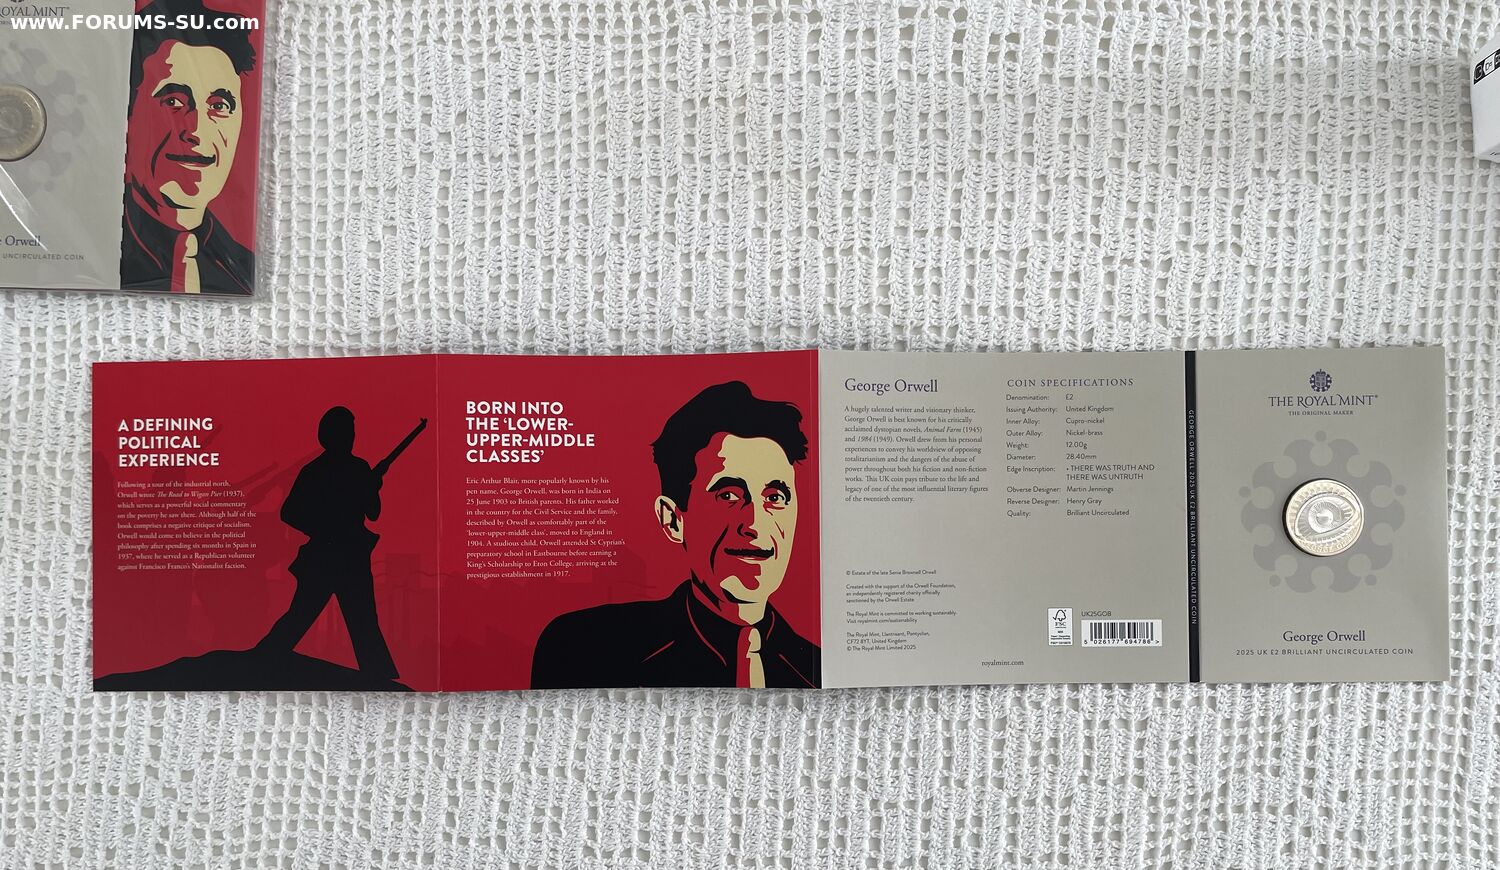 www.FORUMS-SU.com
ROYAL MINT®
Orwell
UNCIRCULATED COIN
A DEFINING
POLITICAL
EXPERIENCE
Following a tour of the industrial north,
Orwell wrote The Road to Wigan Pier (1937),
which serves as a powerful social commentary
on the poverty he saw there. Although half of the
book comprises a negative critique of socialism,
Orwell would come to believe in the political
philosophy after spending six months in Spain in
1937, where he served as a Republican volunteer
against Francisco Franco's Nationalist faction.
BORN INTO
THE ‘LOWER-
UPPER-MIDDLE
CLASSES’
Eric Arthur Blair, more popularly known by his
pen name, George Orwell, was born in India on
25 June 1903 to British parents. His father worked
in the country for the Civil Service and the family,
described by Orwell as comfortably part of the
‘lower-upper-middle class’, moved to England in
1904. A studious child, Orwell attended St Cyprian’s
preparatory school in Eastbourne before earning a
King’s Scholarship to Eton College, arriving at the
prestigious establishment in 1917.
George Orwell
A hugely talented writer and visionary thinker,
George Orwell is best known for his critically
acclaimed dystopian novels, Animal Farm (1945)
and 1984 (1949). Orwell drew from his personal
experiences to convey his worldview of opposing
totalitarianism and the dangers of the abuse of
power throughout both his fiction and non-fiction
works. This UK coin pays tribute to the life and
legacy of one of the most influential literary figures
of the twentieth century.
© Estate of the late Sonia Brownell Orwell
Created with the support of the Orwell Foundation,
an independently registered charity officially
sanctioned by the Orwell Estate
The Royal Mint is committed to working sustainably.
Visit royalmint.com/sustainability
The Royal Mint, Llantrisant, Pontyclun,
CF72 8YT, United Kingdom
© The Royal Mint Limited 2025
COIN SPECIFICATIONS
Denomination: £2
Issuing Authority: United Kingdom
Inner Alloy: Cupro-nickel
Outer Alloy: Nickel-brass
Weight: 12.00g
Diameter: 28.40mm
Edge Inscription: • THERE WAS TRUTH AND
THERE WAS UNTRUTH
Obverse Designer: Martin Jennings
Reverse Designer: Henry Gray
Quality: Brilliant Uncirculated
FSC
UK25GOB
5 026177 694786 >
royalmint.com
GEORGE ORWELL 2025 UK £2 BRILLIANT UNCIRCULATED COIN
THE ROYAL MINT®
THE ORIGINAL MAKER
George Orwell
2025 UK £2 BRILLIANT UNCIRCULATED COIN